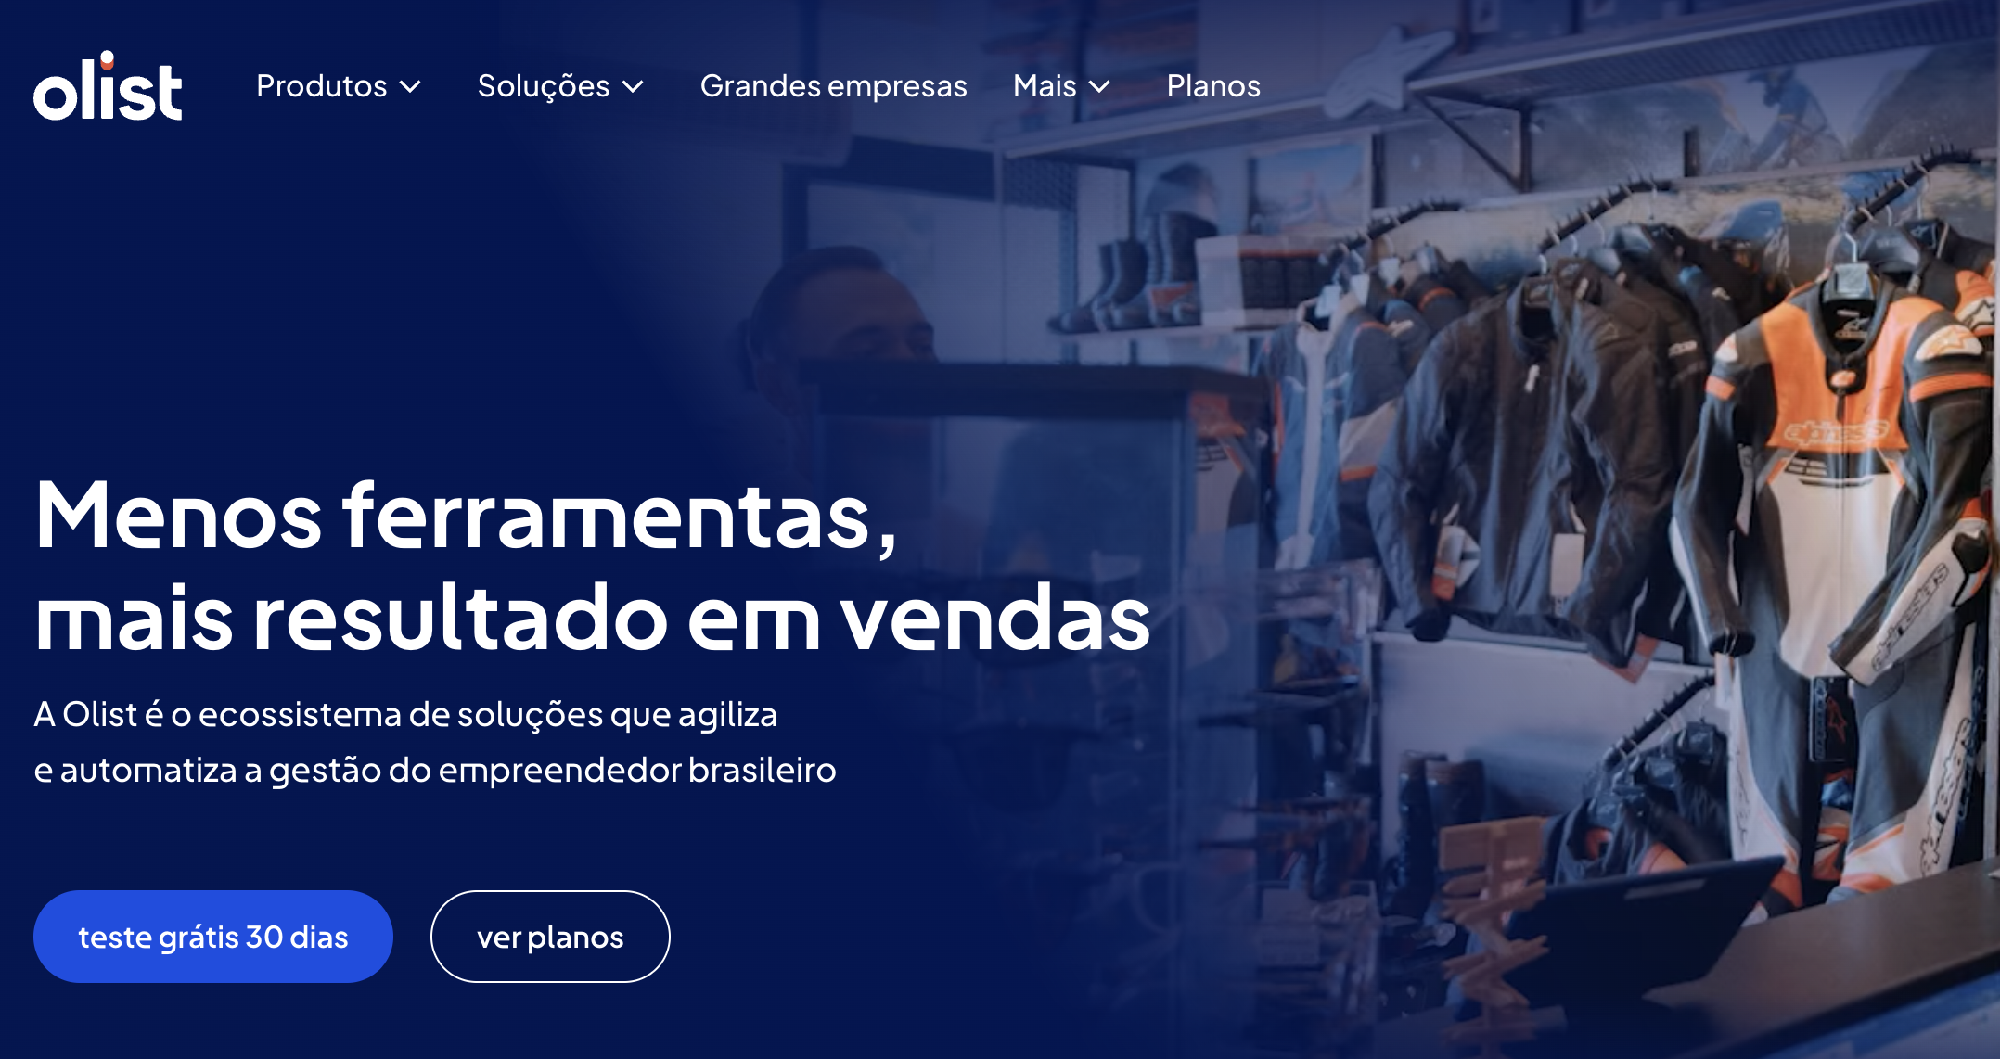 olist
Produtos
Soluções
Grandes empresas
Mais
Planos
Menos ferramentas,
mais resultado em vendas
A Olist é o ecossistema de soluções que agiliza
e automatiza a gestão do empreendedor brasileiro
teste grátis 30 dias
ver planos